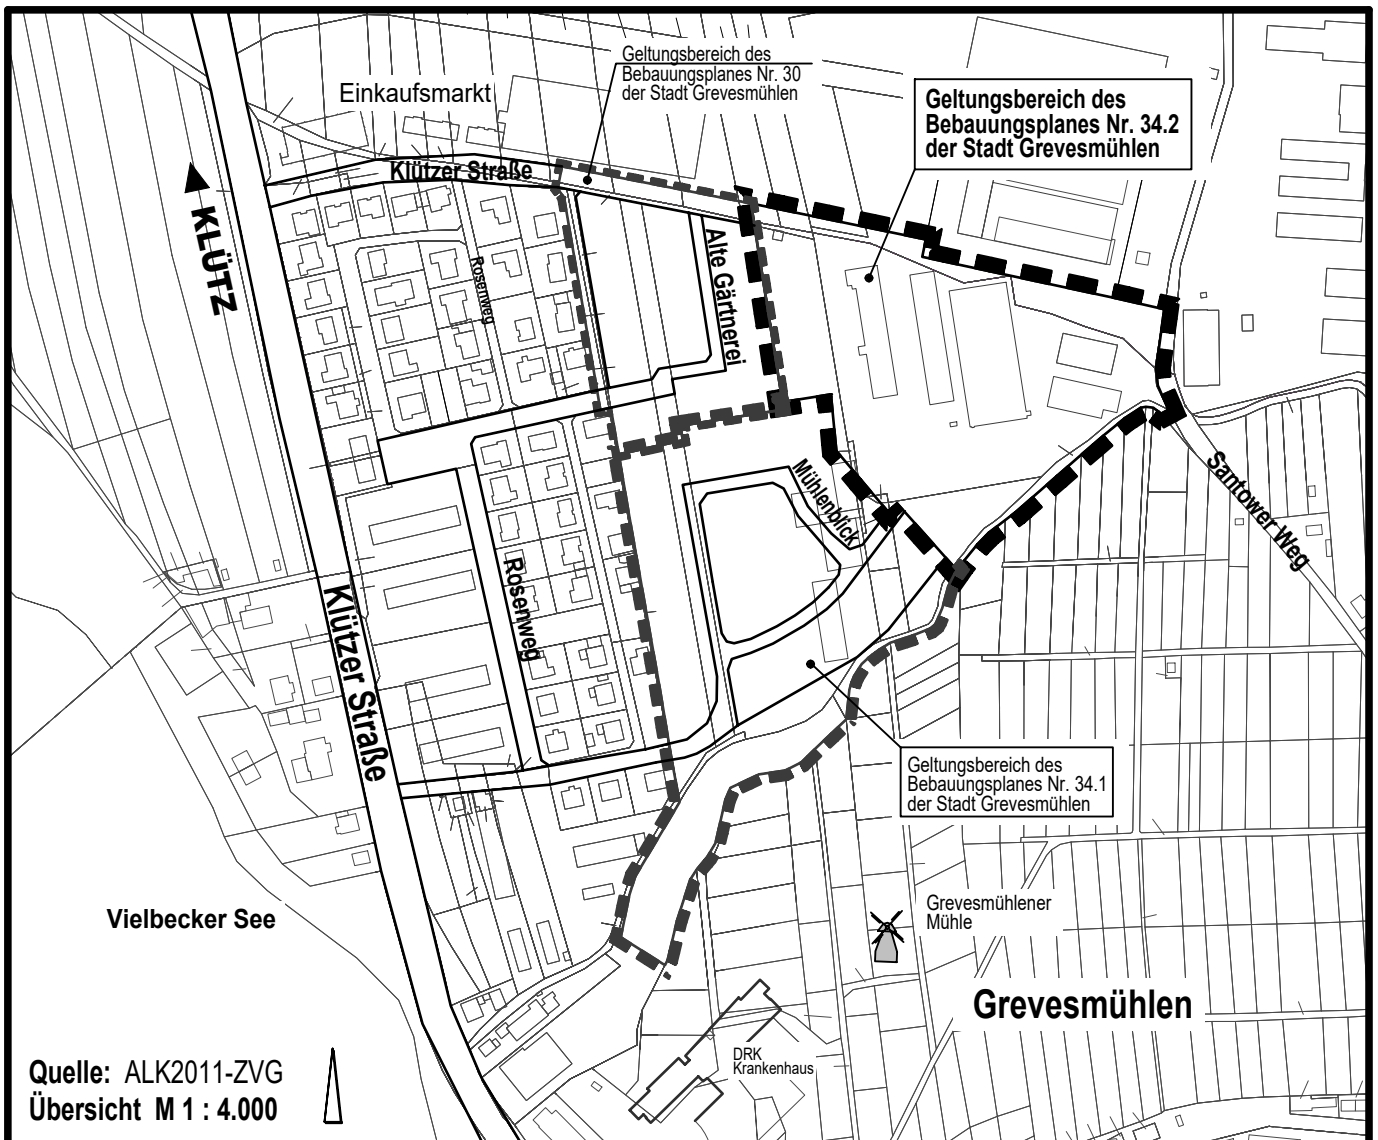 Geltungsbereich des
Bebauungsplanes Nr. 30
der Stadt Grevesmühlen
Einkaufsmarkt
Geltungsbereich des
Bebauungsplanes Nr. 34.2
der Stadt Grevesmühlen
Klützer Straße
KLÜTZ
Rosenweg
Alte Gärtnerei
Mühlenblick
Santower Weg
Rosenweg
Klützer Straße
Geltungsbereich des
Bebauungsplanes Nr. 34.1
der Stadt Grevesmühlen
Vielbecker See
Grevesmühlener
Mühle
Grevesmühlen
DRK
Krankenhaus
Quelle: ALK2011-ZVG
Übersicht M 1 : 4.000